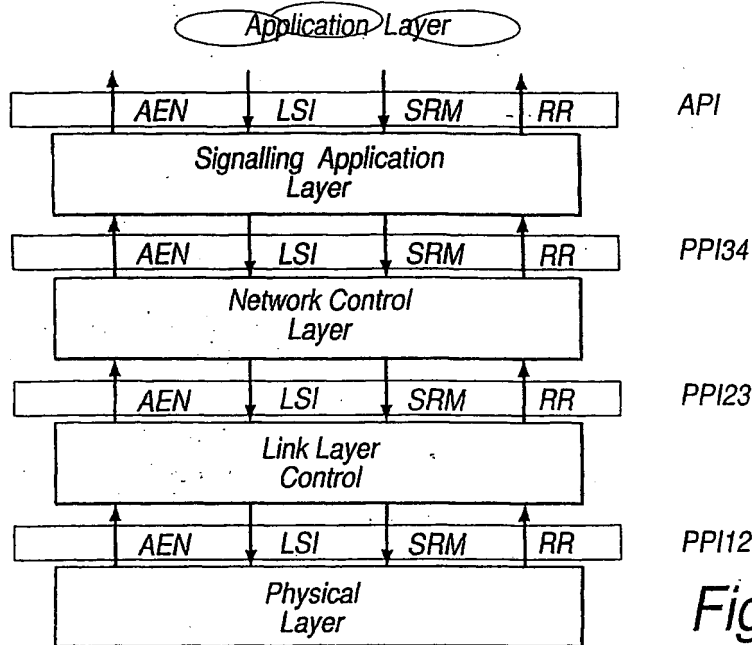 Application Layer
AEN LSI SRM RR API
Signalling Application
Layer
AEN LSI SRM RR PPI34
Network Control
Layer
AEN LSI SRM RR PPI23
Link Layer
Control
AEN LSI SRM RR PPI12
Physical
Layer
Fig